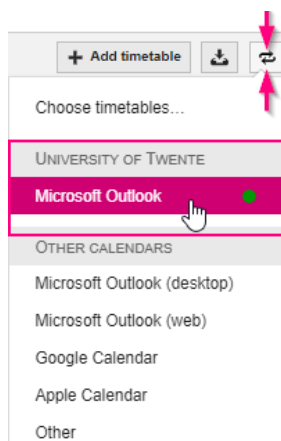 Add timetable
Choose timetables...
UNIVERSITY OF TWENTE
Microsoft Outlook
OTHER CALENDARS
Microsoft Outlook (desktop)
Microsoft Outlook (web)
Google Calendar
Apple Calendar
Other